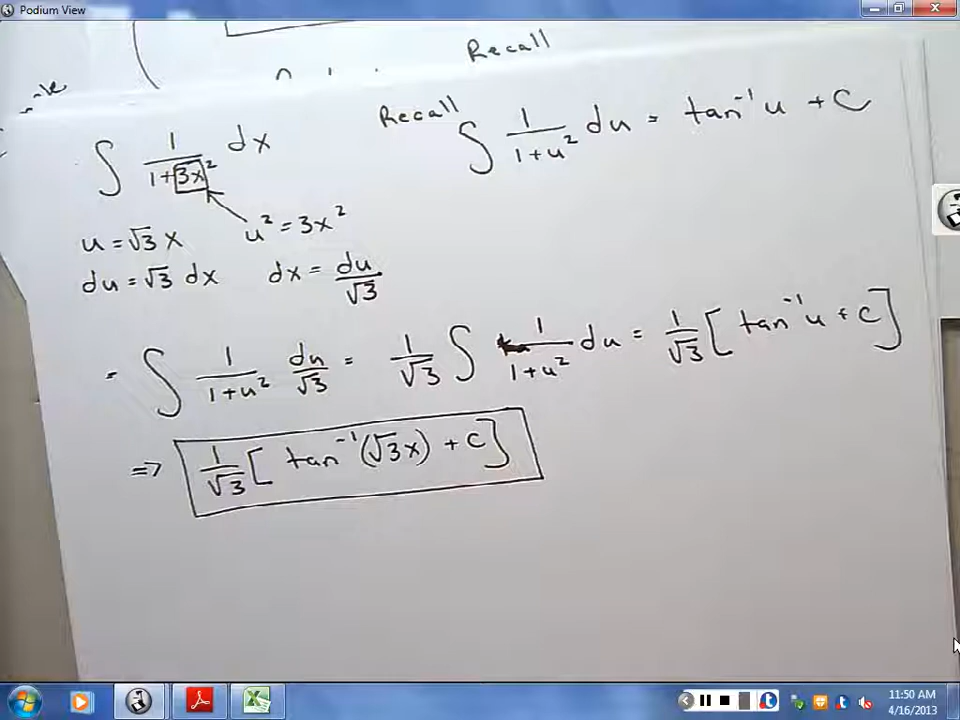 Podium View
Recall
Recall ∫ 1/(1+u²) du = tan⁻¹ u + C
∫ 1/(1+3x²) dx
u = √3 x    u² = 3x²
du = √3 dx    dx = du/√3
= ∫ 1/(1+u²) du/√3 = 1/√3 ∫ 1/(1+u²) du = 1/√3 [tan⁻¹ u + C]
=> 1/√3 [tan⁻¹(√3x) + C]
11:50 AM
4/16/2013